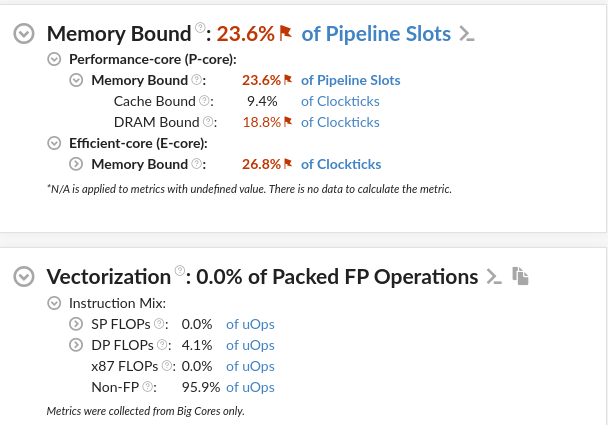 Memory Bound ?: 23.6% of Pipeline Slots
Performance-core (P-core):
Memory Bound ?: 23.6% of Pipeline Slots
Cache Bound ?: 9.4% of Clockticks
DRAM Bound ?: 18.8% of Clockticks
Efficient-core (E-core):
Memory Bound ?: 26.8% of Clockticks
*N/A is applied to metrics with undefined value. There is no data to calculate the metric.
Vectorization ?: 0.0% of Packed FP Operations
Instruction Mix:
SP FLOPs ?: 0.0% of uOps
DP FLOPs ?: 4.1% of uOps
x87 FLOPs ?: 0.0% of uOps
Non-FP ?: 95.9% of uOps
Metrics were collected from Big Cores only.